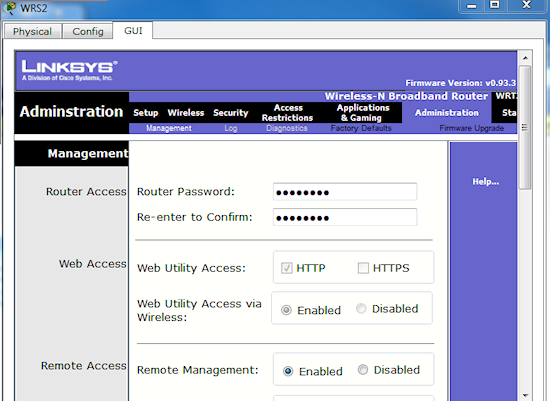 WRS2
Physical Config GUI
LINKSYS®
A Division of Cisco Systems, Inc.
Firmware Version: v0.93.3
Wireless-N Broadband Router WRT
Adminstration
Setup Wireless Security Access Restrictions Applications & Gaming Administration Sta
Management Log Diagnostics Factory Defaults Firmware Upgrade
Management
Help...
Router Access
Router Password: ●●●●●●●●
Re-enter to Confirm: ●●●●●●●●
Web Access
Web Utility Access: HTTP HTTPS
Web Utility Access via Wireless: Enabled Disabled
Remote Access
Remote Management: Enabled Disabled